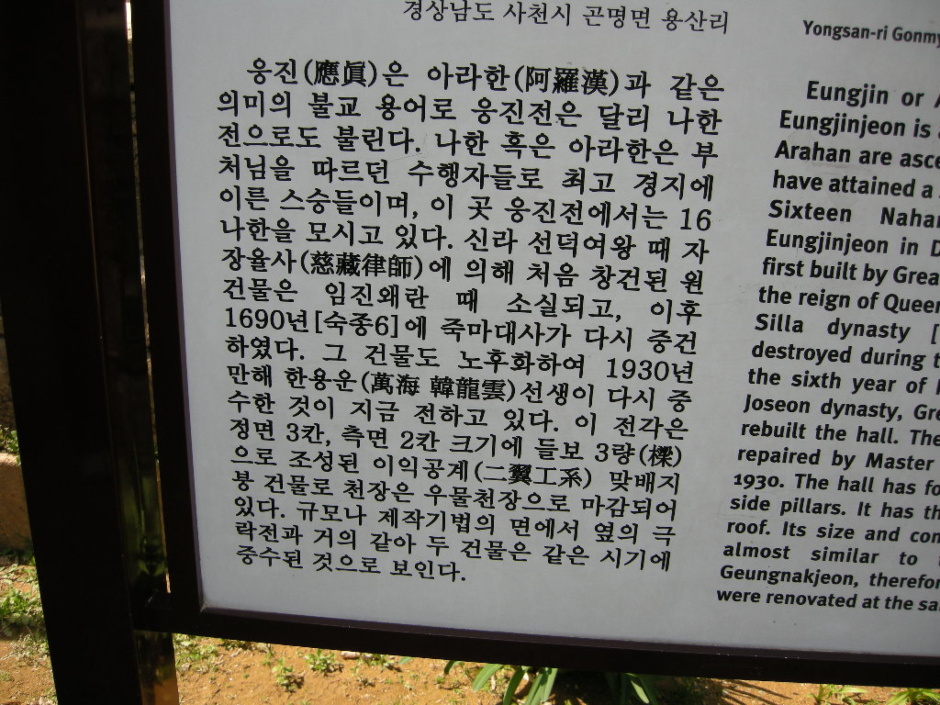 경상남도 사천시 곤명면 용산리
웅진(應眞)은 아라한(阿羅漢)과 같은
의미의 불교 용어로 웅진전은 달리 나한
전으로도 불린다. 나한 혹은 아라한은 부
처님을 따르던 수행자들로 최고 경지에
이른 스승들이며, 이 곳 웅진전에서는 16
나한을 모시고 있다. 신라 선덕여왕 때 자
장율사(慈藏律師)에 의해 처음 창건된 원
건물은 임진왜란 때 소실되고, 이후
1690년[숙종6]에 죽마대사가 다시 중건
하였다. 그 건물도 노후화하여 1930년
만해 한용운(萬海 韓龍雲)선생이 다시 중
수한 것이 지금 전하고 있다. 이 전각은
정면 3칸, 측면 2칸 크기에 들보 3량(樑)
으로 조성된 이익공계(二翼工系) 맞배지
붕 건물로 천장은 우물천장으로 마감되어
있다. 규모나 제작기법의 면에서 옆의 극
락전과 거의 같아 두 건물은 같은 시기에
중수된 것으로 보인다.
Yongsan-ri Gonmy
Eungjin or A
Eungjinjeon is
Arahan are asce
have attained a
Sixteen Nahan
Eungjinjeon in D
first built by Grea
the reign of Queen
Silla dynasty [
destroyed during t
the sixth year of
Joseon dynasty, Gre
rebuilt the hall. The
repaired by Master
1930. The hall has fo
side pillars. It has th
roof. Its size and con
almost similar to
Geungnakjeon, therefor
were renovated at the sa